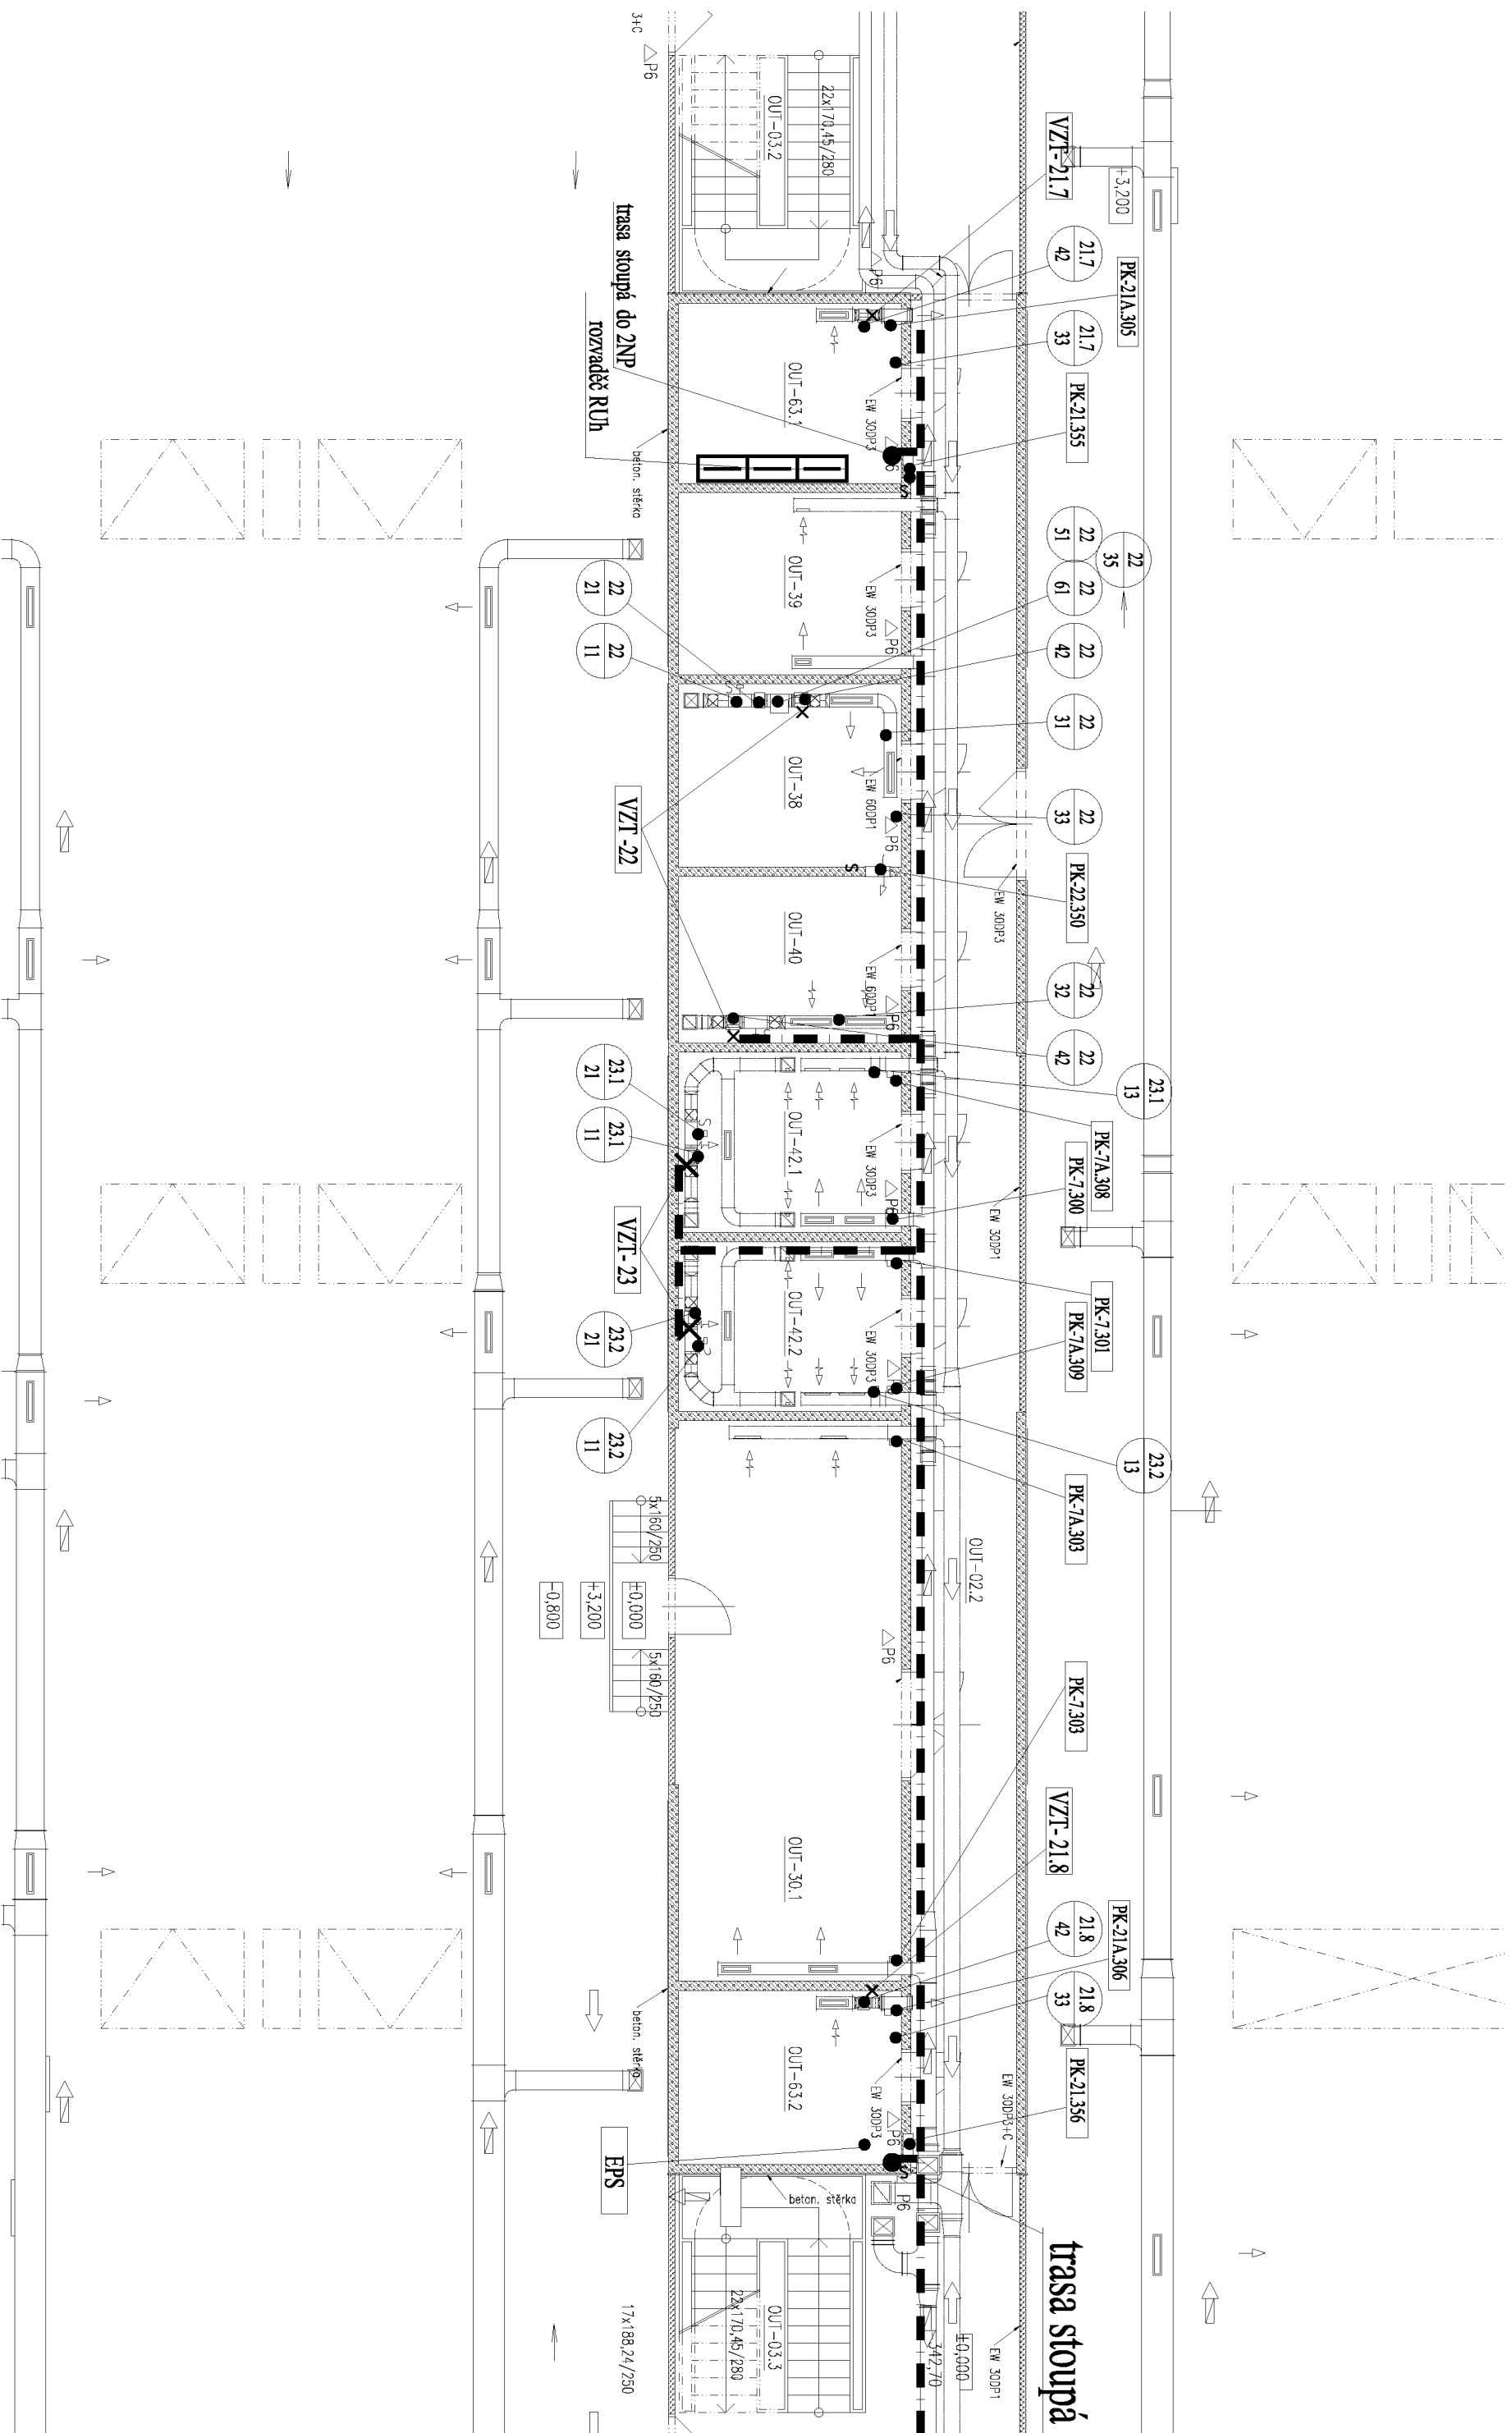 3+C
P6
OUT-03.2
22x170,45/280
VZT-21.7
+3,200
21.7
42
PK-21A.305
21.7
33
P6
trasa stoupá do 2NP
rozvaděč RUh
beton. stěrka
OUT-63.1
EW 30DP3
PK-21.355
S
22
51
22
35
22
61
22
42
22
31
22
33
PK-22.350
22
32
22
42
22
21
22
11
OUT-39
EW 30DP3
P6
OUT-38
EW 60DP1
P6
S
VZT -22
EW 30DP3
OUT-40
EW 60DP1
P6
23.1
13
23.1
21
23.1
11
OUT-42.1
EW 30DP3
P6
PK-7A.308
PK-7.300
EW 30DP1
VZT- 23
OUT-42.2
EW 30DP3
PK-7.301
PK-7A.309
23.2
21
23.2
11
23.2
13
PK-7A.303
OUT-02.2
5x160/250
±0,000
+3,200
-0,800
5x160/250
P6
PK-7.303
VZT- 21.8
OUT-30.1
21.8
42
PK-21A.306
21.8
33
PK-21.356
beton. stěrka
OUT-63.2
EW 30DP3
P6
EW 30DP3+C
EPS
S
beton. stěrka
P6
trasa stoupá
OUT-03.3
22x170,45/280
17x188,24/250
±0,000
342,70
EW 30DP1